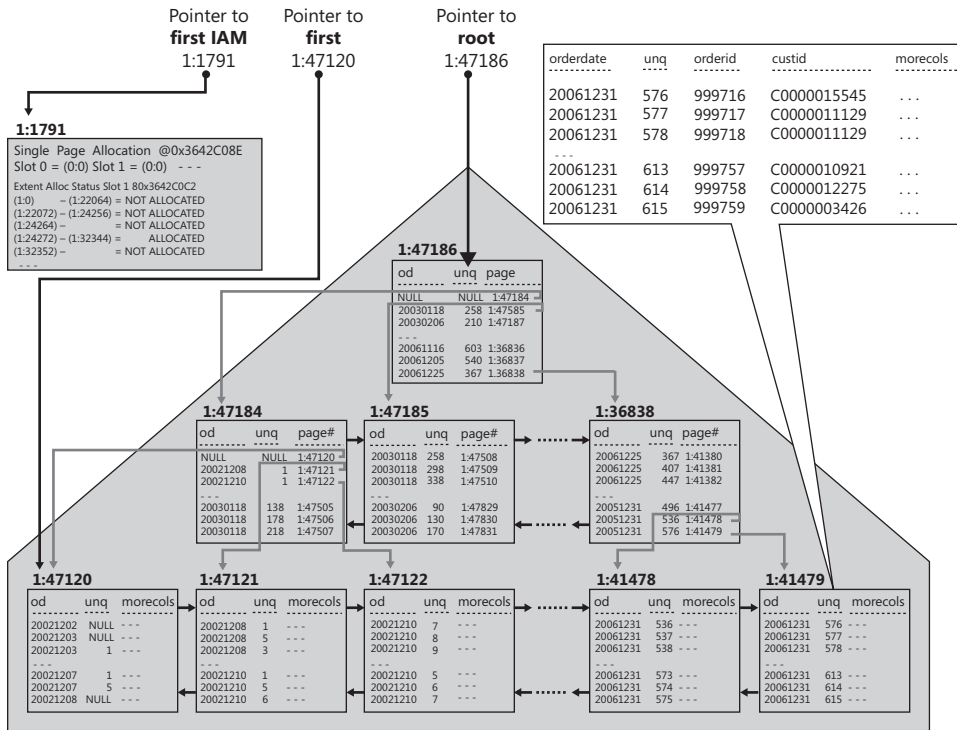 Pointer to
first IAM
1:1791
Pointer to
first
1:47120
Pointer to
root
1:47186
orderdate unq orderid custid morecols
20061231 576 999716 C0000015545 ...
20061231 577 999717 C0000011129 ...
20061231 578 999718 C0000011129 ...
---
20061231 613 999757 C0000010921 ...
20061231 614 999758 C0000012275 ...
20061231 615 999759 C0000003426 ...
1:1791
Single Page Allocation @0x3642C08E
Slot 0 = (0:0) Slot 1 = (0:0) - - -
Extent Alloc Status Slot 1 80x3642C0C2
(1:0) – (1:22064) = NOT ALLOCATED
(1:22072) – (1:24256) = NOT ALLOCATED
(1:24264) – = NOT ALLOCATED
(1:24272) – (1:32344) = ALLOCATED
(1:32352) – = NOT ALLOCATED
- - -
1:47186
od unq page
NULL NULL 1:47184
20030118 258 1:47585
20030206 210 1:47187
- - -
20061116 603 1:36836
20061205 540 1:36837
20061225 367 1.36838
1:47184
od unq page#
NULL NULL 1:47120
20021208 1 1:47121
20021210 1 1:47122
- - -
20030118 138 1:47505
20030118 178 1:47506
20030118 218 1:47507
1:47185
od unq page#
20030118 258 1:47508
20030118 298 1:47509
20030118 338 1:47510
- - -
20030206 90 1:47829
20030206 130 1:47830
20030206 170 1:47831
1:36838
od unq page#
20061225 367 1:41380
20061225 407 1:41381
20061225 447 1:41382
- - -
20051231 496 1:41477
20051231 536 1:41478
20051231 576 1:41479
1:47120
od unq morecols
20021202 NULL - - -
20021203 NULL - - -
20021203 1 - - -
- - -
20021207 1 - - -
20021207 5 - - -
20021208 NULL - - -
1:47121
od unq morecols
20021208 1 - - -
20021208 5 - - -
20021208 3 - - -
- - -
20021210 1 - - -
20021210 5 - - -
20021210 6 - - -
1:47122
od unq morecols
20021210 7 - - -
20021210 8 - - -
20021210 9 - - -
- - -
20021210 5 - - -
20021210 6 - - -
20021210 7 - - -
1:41478
od unq morecols
20061231 536 - - -
20061231 537 - - -
20061231 538 - - -
- - -
20061231 573 - - -
20061231 574 - - -
20061231 575 - - -
1:41479
od unq morecols
20061231 576 - - -
20061231 577 - - -
20061231 578 - - -
- - -
20061231 613 - - -
20061231 614 - - -
20061231 615 - - -